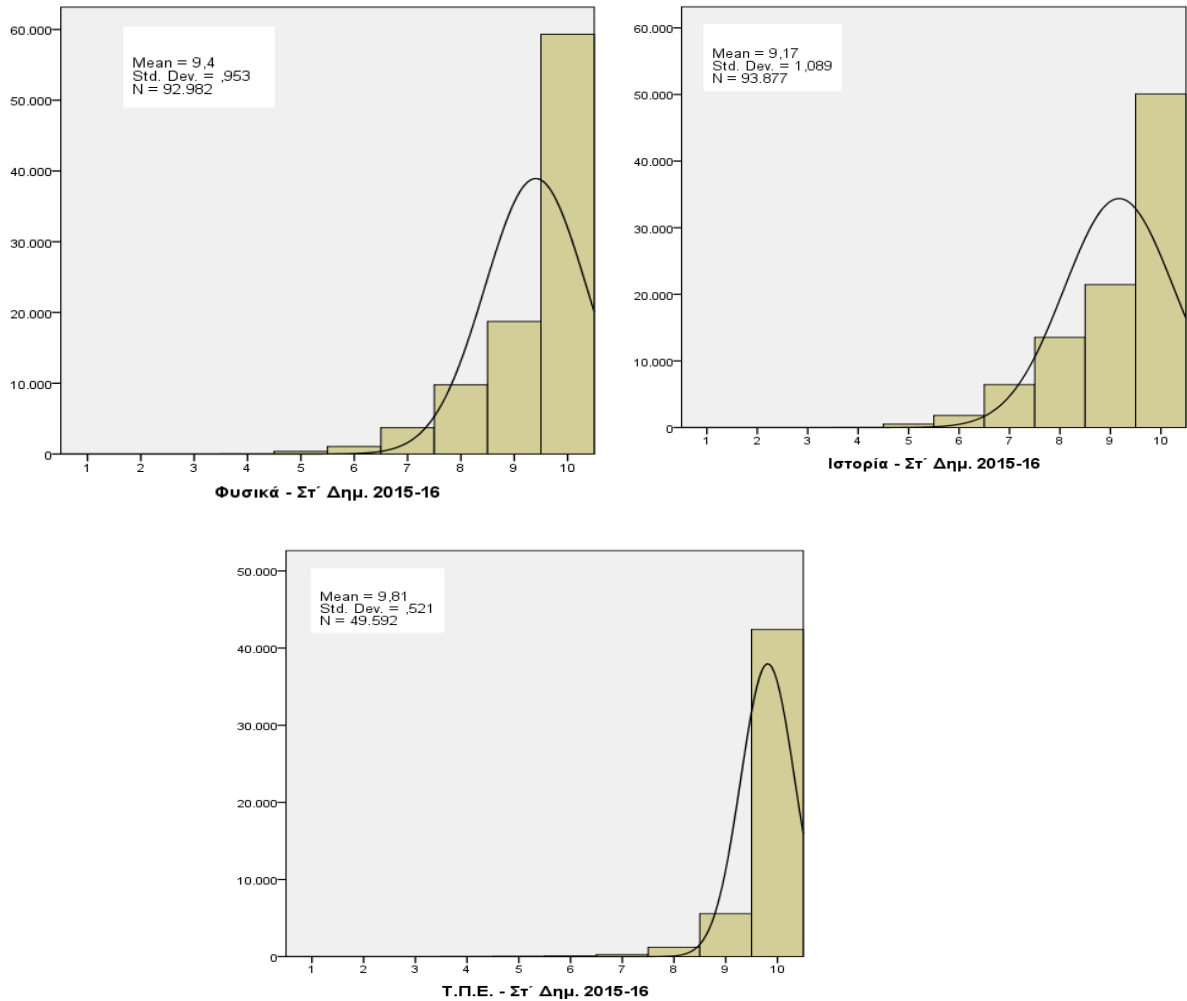 60.000
50.000
40.000
30.000
20.000
10.000
0
Mean = 9,4
Std. Dev. = ,953
N = 92.982
1 2 3 4 5 6 7 8 9 10
Φυσικά - Στ΄ Δημ. 2015-16
60.000
50.000
40.000
30.000
20.000
10.000
0
Mean = 9,17
Std. Dev. = 1,089
N = 93.877
1 2 3 4 5 6 7 8 9 10
Ιστορία - Στ΄ Δημ. 2015-16
50.000
40.000
30.000
20.000
10.000
0
Mean = 9,81
Std. Dev. = ,521
N = 49.592
1 2 3 4 5 6 7 8 9 10
Τ.Π.Ε. - Στ΄ Δημ. 2015-16